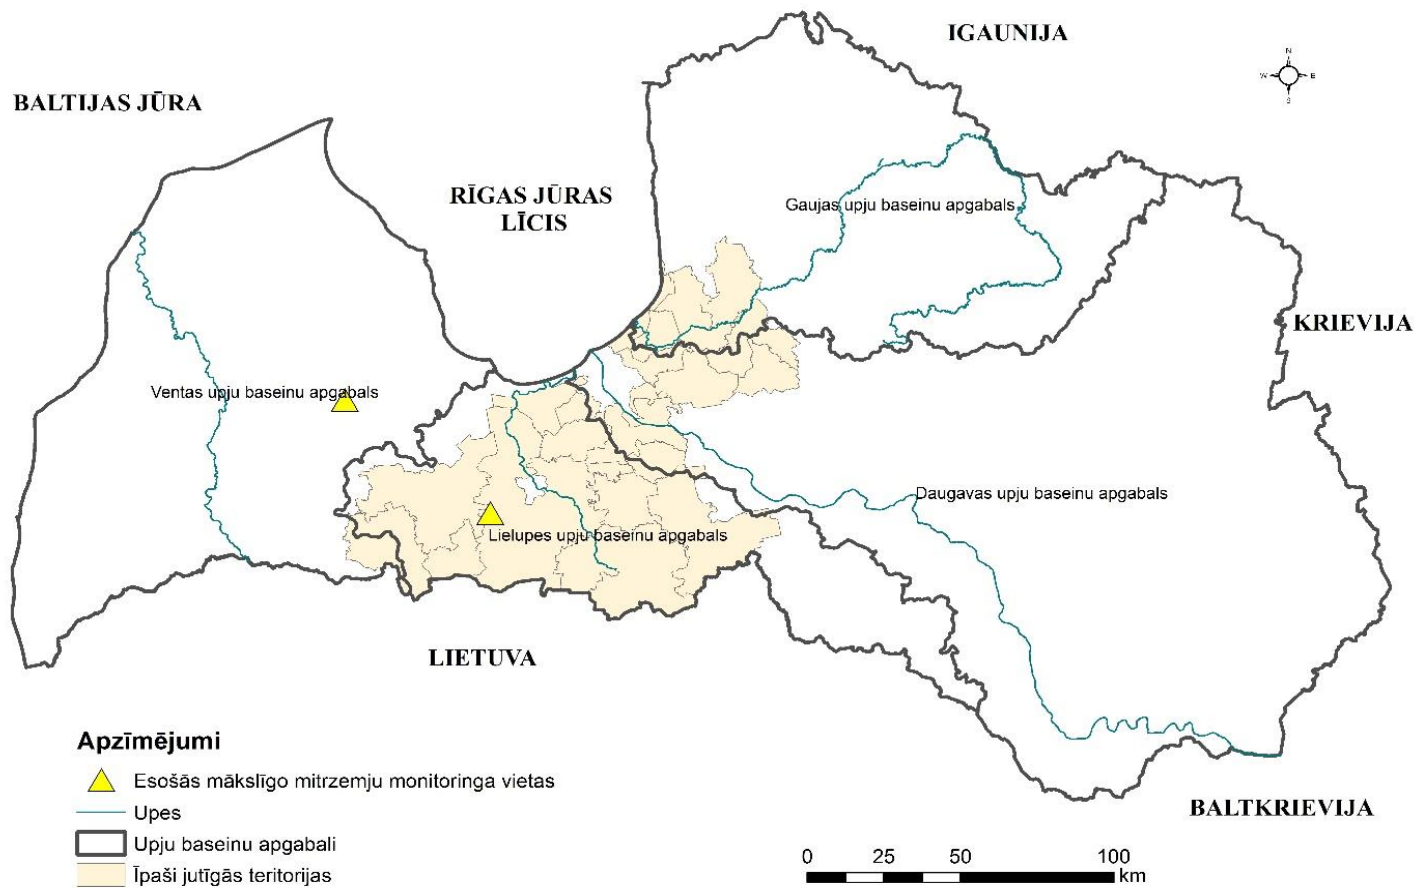 IGAUNIJA
N
W
E
S
BALTIJAS JŪRA
RĪGAS JŪRAS
LĪCIS
Gaujas upju baseinu apgabals
KRIEVIJA
Ventas upju baseinu apgabals
Daugavas upju baseinu apgabals
Lielupes upju baseinu apgabals
LIETUVA
BALTKRIEVIJA
Apzīmējumi
Esošās mākslīgo mitrzemju monitoringa vietas
Upes
Upju baseinu apgabali
Īpaši jutīgās teritorijas
0 25 50 100
km